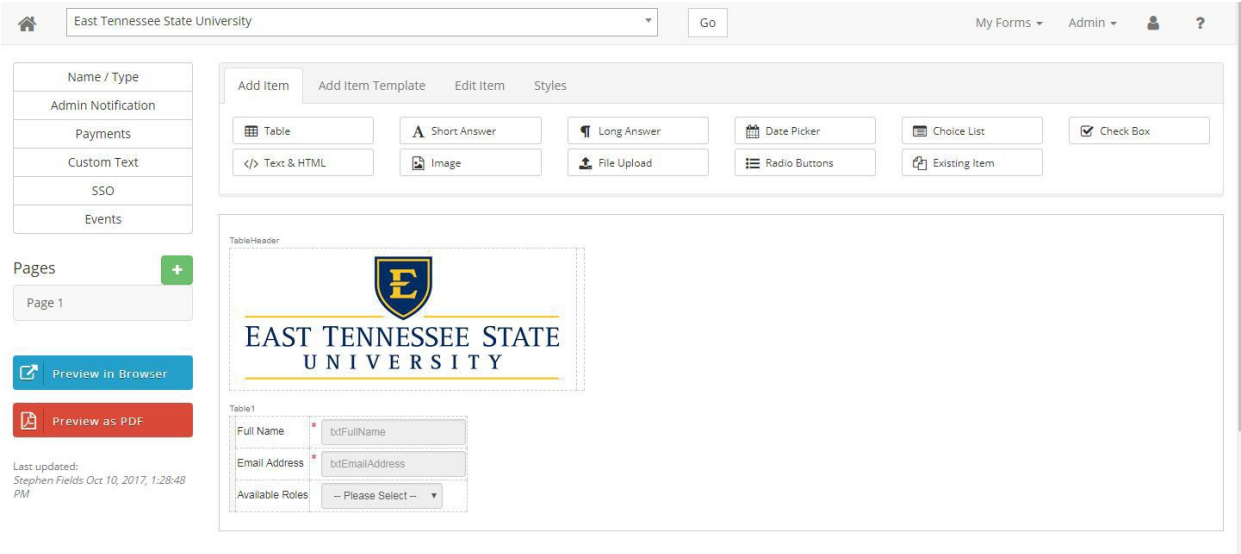 East Tennessee State University
Go
My Forms
Admin
?
Name / Type
Admin Notification
Payments
Custom Text
SSO
Events
Pages
+
Page 1
Preview in Browser
Preview as PDF
Last updated:
Stephen Fields Oct 10, 2017, 1:28:48
PM
Add Item Add Item Template Edit Item Styles
Table A Short Answer ¶ Long Answer Date Picker Choice List Check Box
</> Text & HTML Image File Upload Radio Buttons Existing Item
TableHeader
E
EAST TENNESSEE STATE
UNIVERSITY
Table1
Full Name * txtFullName
Email Address * txtEmailAddress
Available Roles -- Please Select --